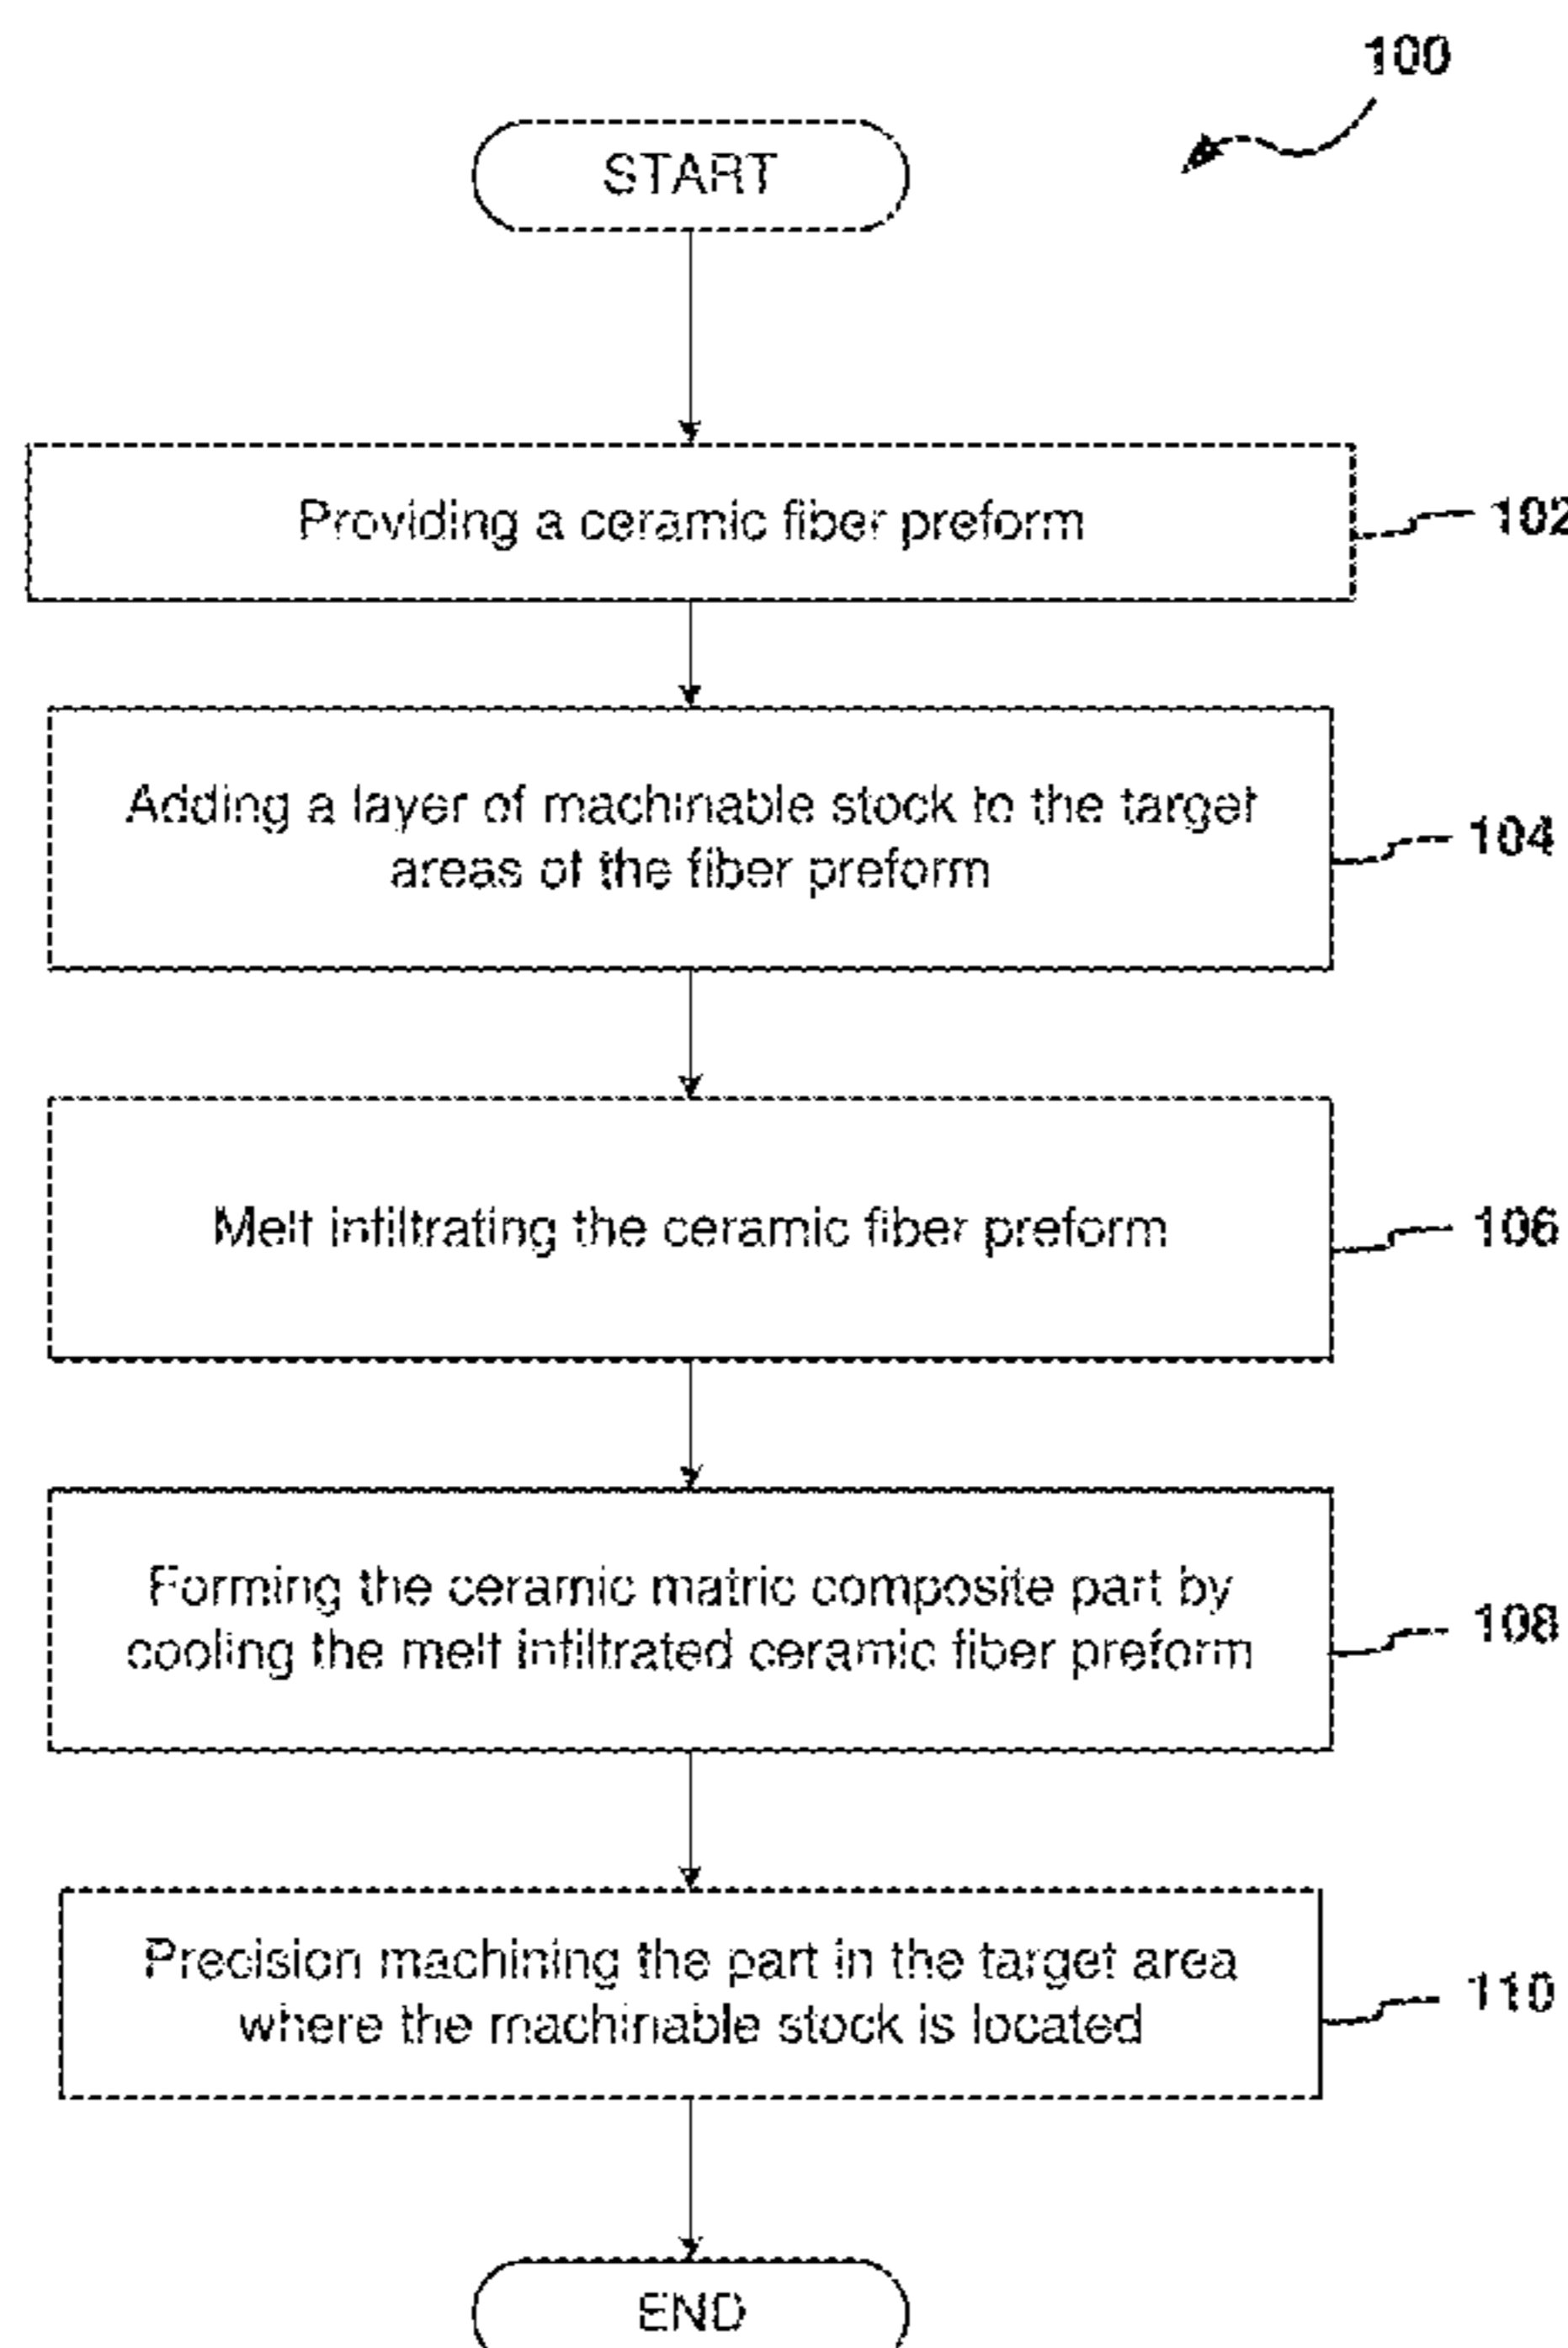 100
START
Providing a ceramic fiber preform
102
Adding a layer of machinable stock to the target
areas of the fiber preform
104
Melt infiltrating the ceramic fiber preform
106
Forming the ceramic matric composite part by
cooling the melt infiltrated ceramic fiber preform
108
Precision machining the part in the target area
where the machinable stock is located
110
END